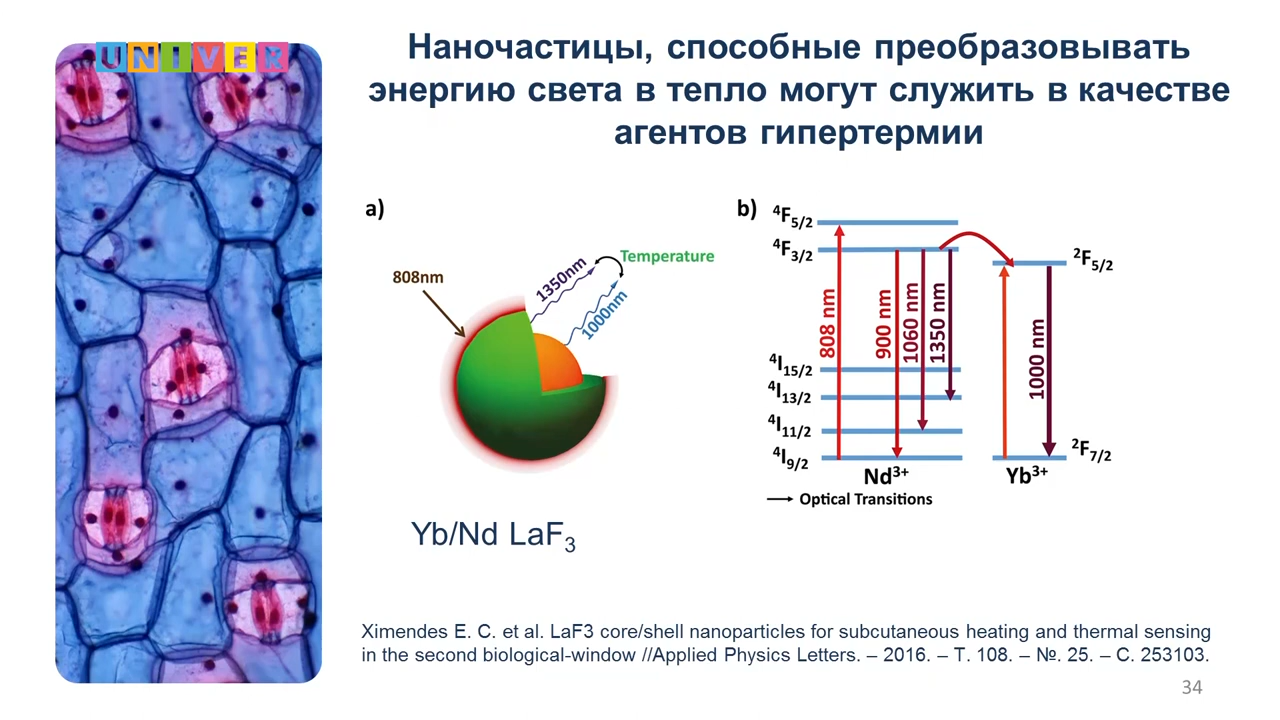 UNIVER
Наночастицы, способные преобразовывать
энергию света в тепло могут служить в качестве
агентов гипертермии
a)
808nm
1350nm
Temperature
1000nm
Yb/Nd LaF₃
b)
⁴F₅/₂
⁴F₃/₂
²F₅/₂
808 nm
900 nm
1060 nm
1350 nm
1000 nm
⁴I₁₅/₂
⁴I₁₃/₂
⁴I₁₁/₂
⁴I₉/₂
²F₇/₂
Nd³⁺
Yb³⁺
Optical Transitions
Ximendes E. C. et al. LaF3 core/shell nanoparticles for subcutaneous heating and thermal sensing
in the second biological-window //Applied Physics Letters. – 2016. – Т. 108. – №. 25. – С. 253103.
34